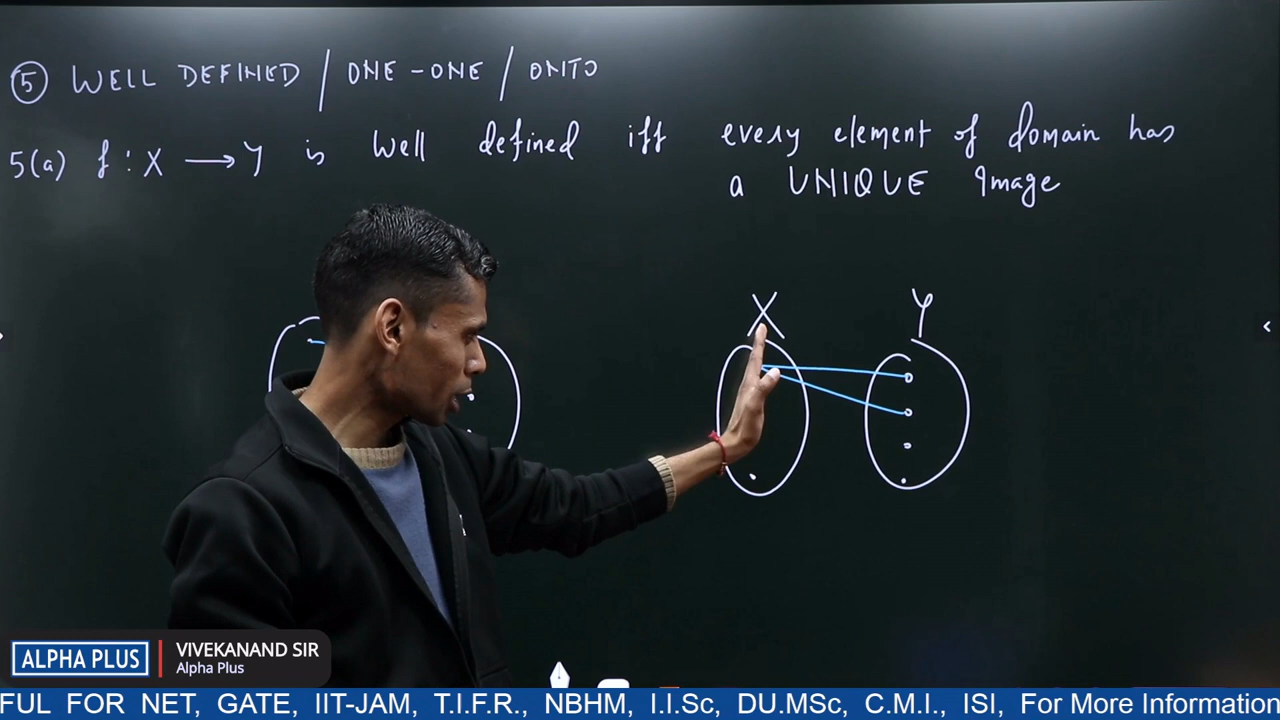 5 WELL DEFINED / ONE-ONE / ONTO
5(a) f : X → Y is well defined iff every element of domain has
a UNIQUE Image
X Y
ALPHA PLUS
VIVEKANAND SIR
Alpha Plus
FUL FOR NET, GATE, IIT-JAM, T.I.F.R., NBHM, I.I.Sc, DU.MSc, C.M.I., ISI, For More Information